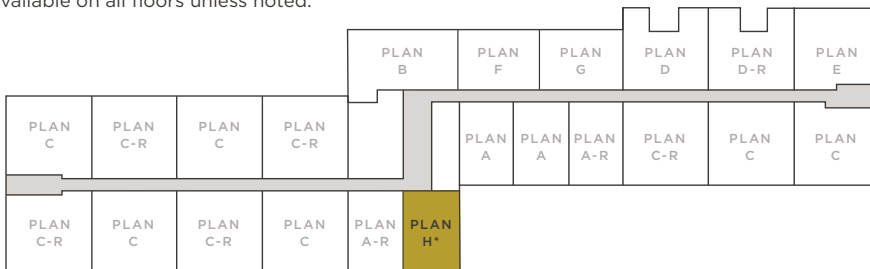 vailable on all floors unless noted.
PLAN
B
PLAN
F
PLAN
G
PLAN
D
PLAN
D-R
PLAN
E
PLAN
C
PLAN
C-R
PLAN
C
PLAN
C-R
PLAN
A
PLAN
A
PLAN
A-R
PLAN
C-R
PLAN
C
PLAN
C
PLAN
C-R
PLAN
C
PLAN
C-R
PLAN
C
PLAN
A-R
PLAN
H*